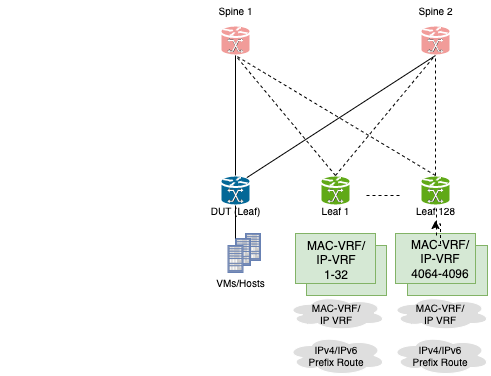 Spine 1
Spine 2
DUT (Leaf)
Leaf 1
Leaf 128
VMs/Hosts
MAC-VRF/
IP-VRF
1-32
MAC-VRF/
IP-VRF
4064-4096
MAC-VRF/
IP VRF
MAC-VRF/
IP VRF
IPv4/IPv6
Prefix Route
IPv4/IPv6
Prefix Route